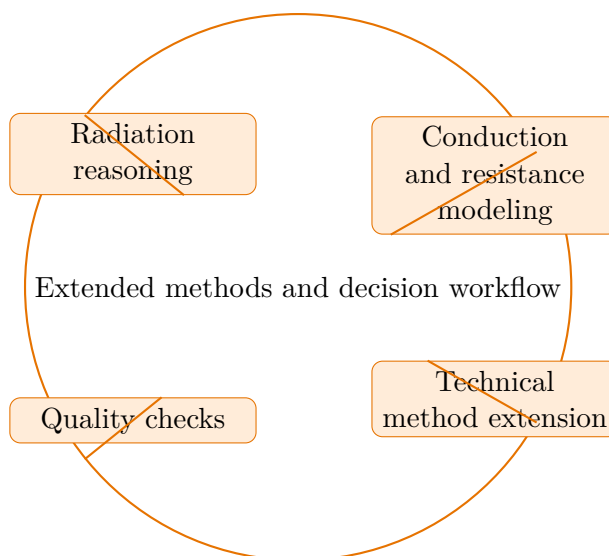 Radiation
reasoning
Conduction
and resistance
modeling
Extended methods and decision workflow
Quality checks
Technical
method extension